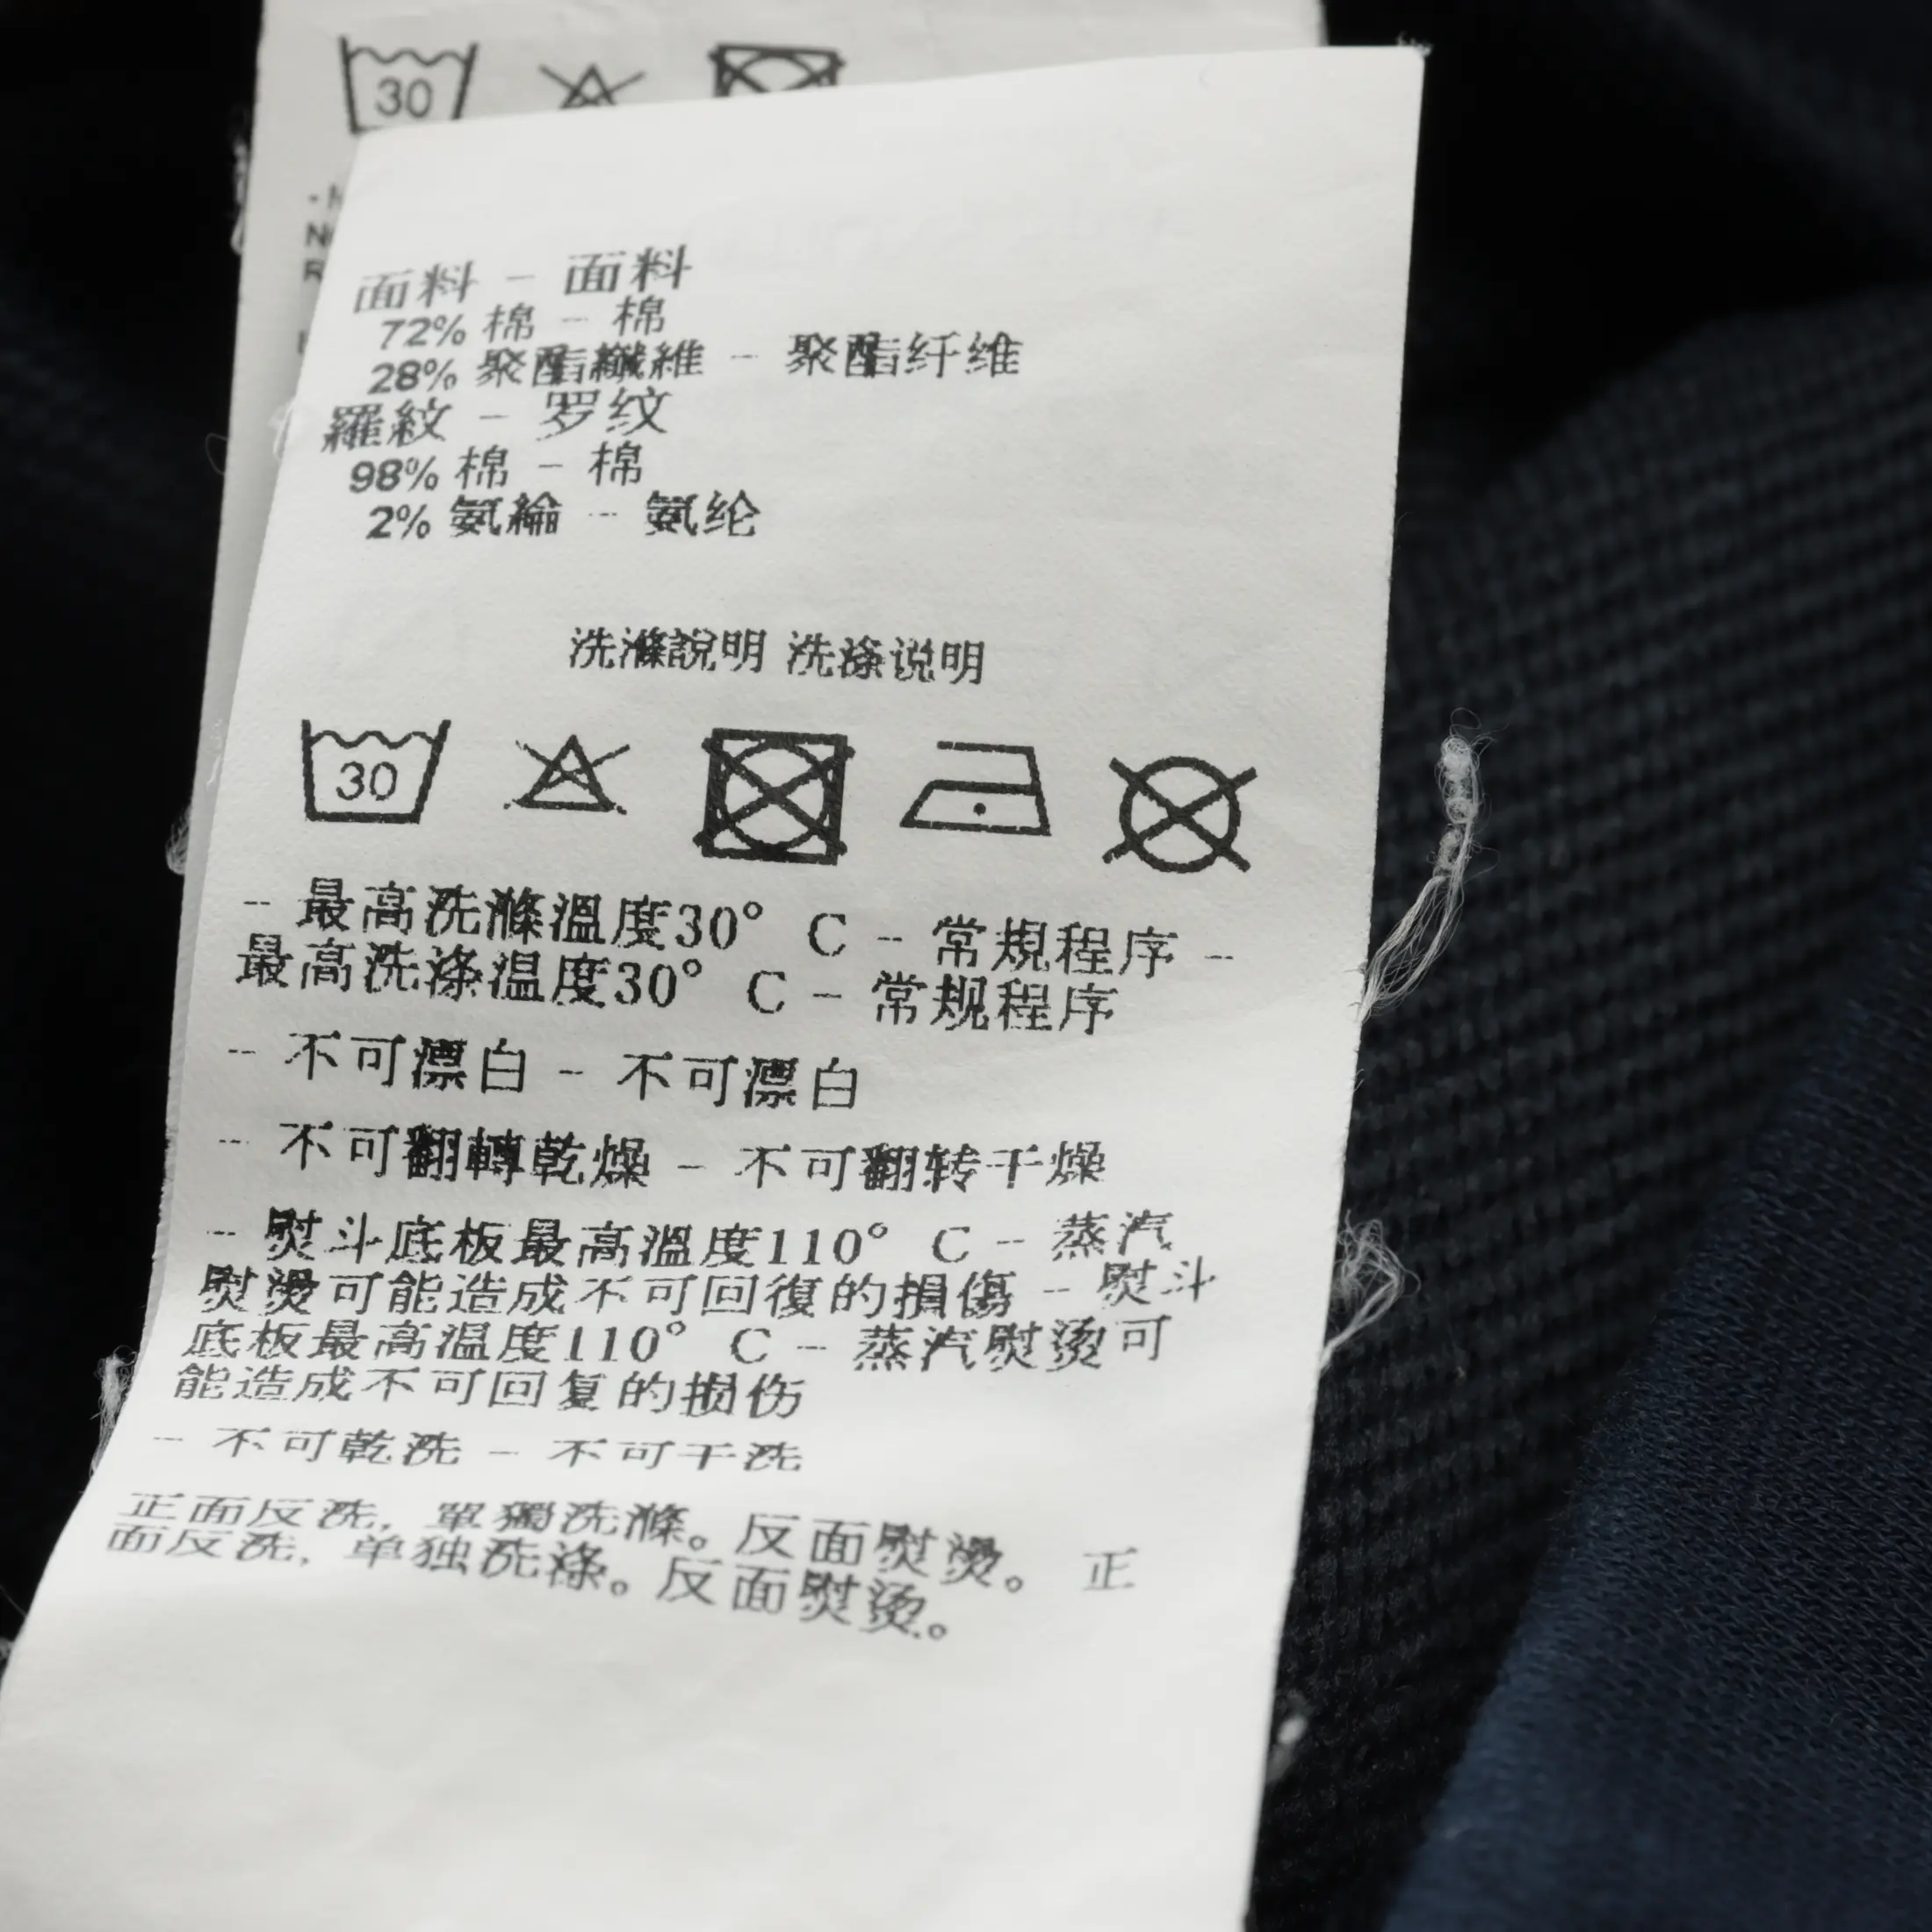 30
面料 - 面料
72% 棉 - 棉
28% 聚酯纖維 - 聚酯纤维
羅紋 - 罗纹
98% 棉 - 棉
2% 氨綸 - 氨纶
洗滌說明 洗涤说明
30
- 最高洗滌溫度30° C - 常規程序 -
最高洗涤温度30° C - 常规程序
- 不可漂白 - 不可漂白
- 不可翻轉乾燥 - 不可翻转干燥
- 熨斗底板最高溫度110° C - 蒸汽
熨燙可能造成不可回復的損傷 - 熨斗
底板最高温度110° C - 蒸汽熨烫可
能造成不可回复的损伤
- 不可乾洗 - 不可干洗
正面反洗, 單獨洗滌。反面熨燙。 正
面反洗, 单独洗涤。反面熨烫。